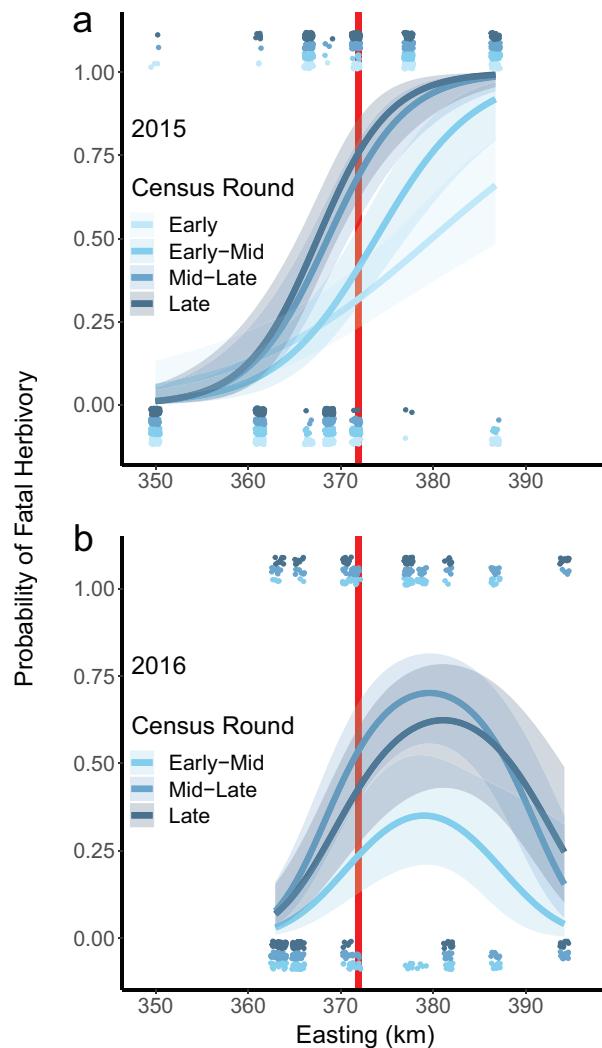 a
1.00
0.75
0.50
0.25
0.00
2015
Census Round
Early
Early−Mid
Mid−Late
Late
350
360
370
380
390
Probability of Fatal Herbivory
b
1.00
0.75
0.50
0.25
0.00
2016
Census Round
Early−Mid
Mid−Late
Late
350
360
370
380
390
Easting (km)